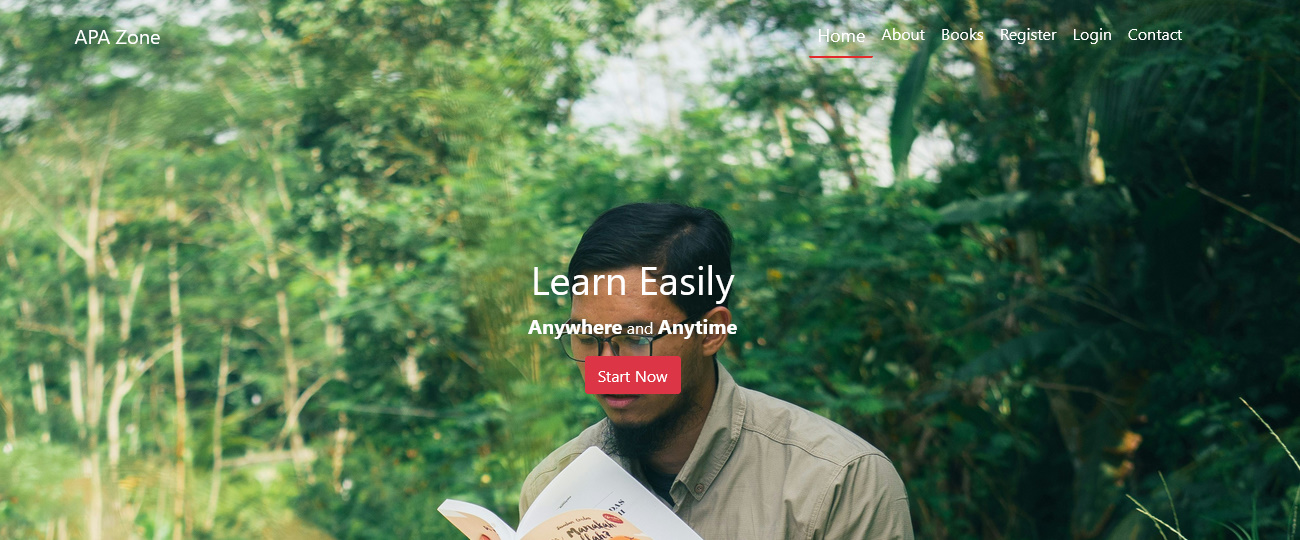 APA Zone
Home About Books Register Login Contact
Learn Easily
Anywhere and Anytime
Start Now